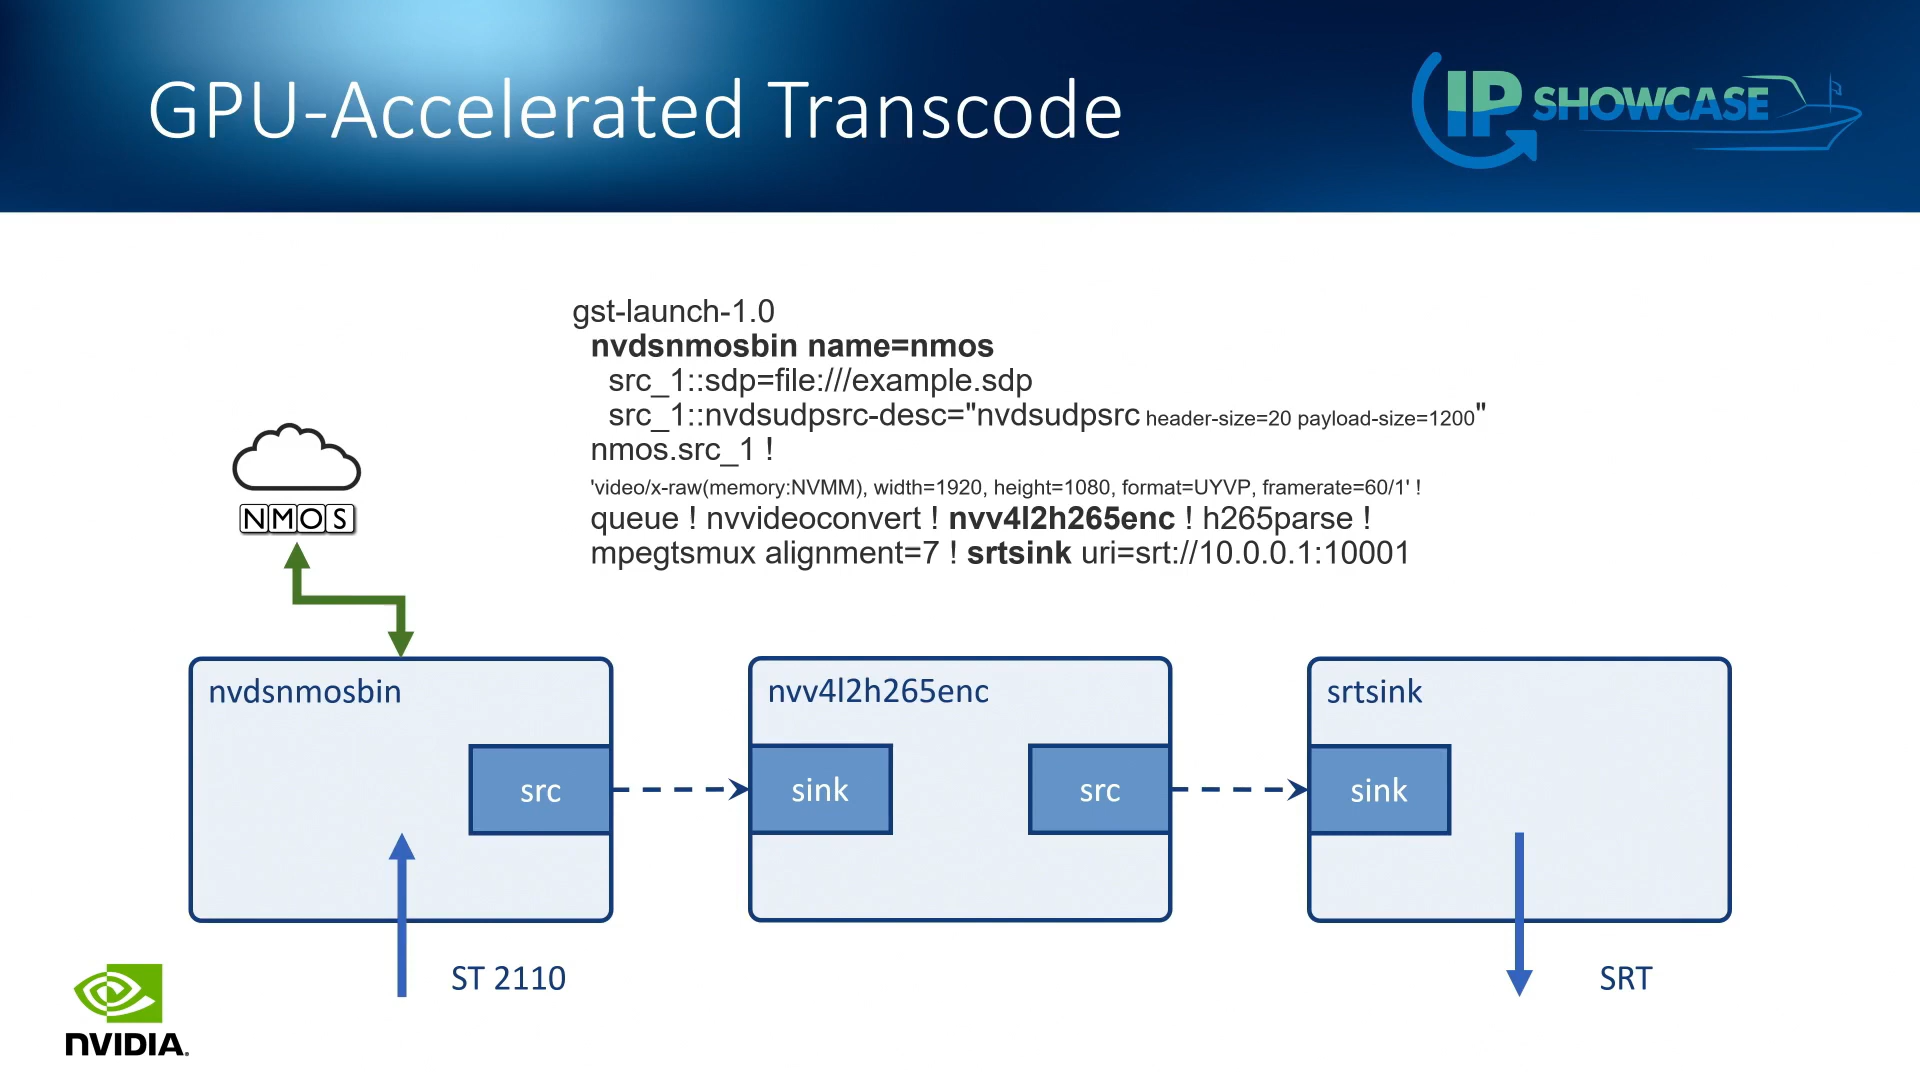 GPU-Accelerated Transcode
IP SHOWCASE
gst-launch-1.0
nvdsnmosbin name=nmos
src_1::sdp=file:///example.sdp
src_1::nvdsudpsrc-desc="nvdsudpsrc header-size=20 payload-size=1200"
nmos.src_1 !
'video/x-raw(memory:NVMM), width=1920, height=1080, format=UYVP, framerate=60/1' !
queue ! nvvideoconvert ! nvv4l2h265enc ! h265parse !
mpegtsmux alignment=7 ! srtsink uri=srt://10.0.0.1:10001
NMOS
nvdsnmosbin
nvv4l2h265enc
srtsink
src
sink
src
sink
ST 2110
SRT
NVIDIA.